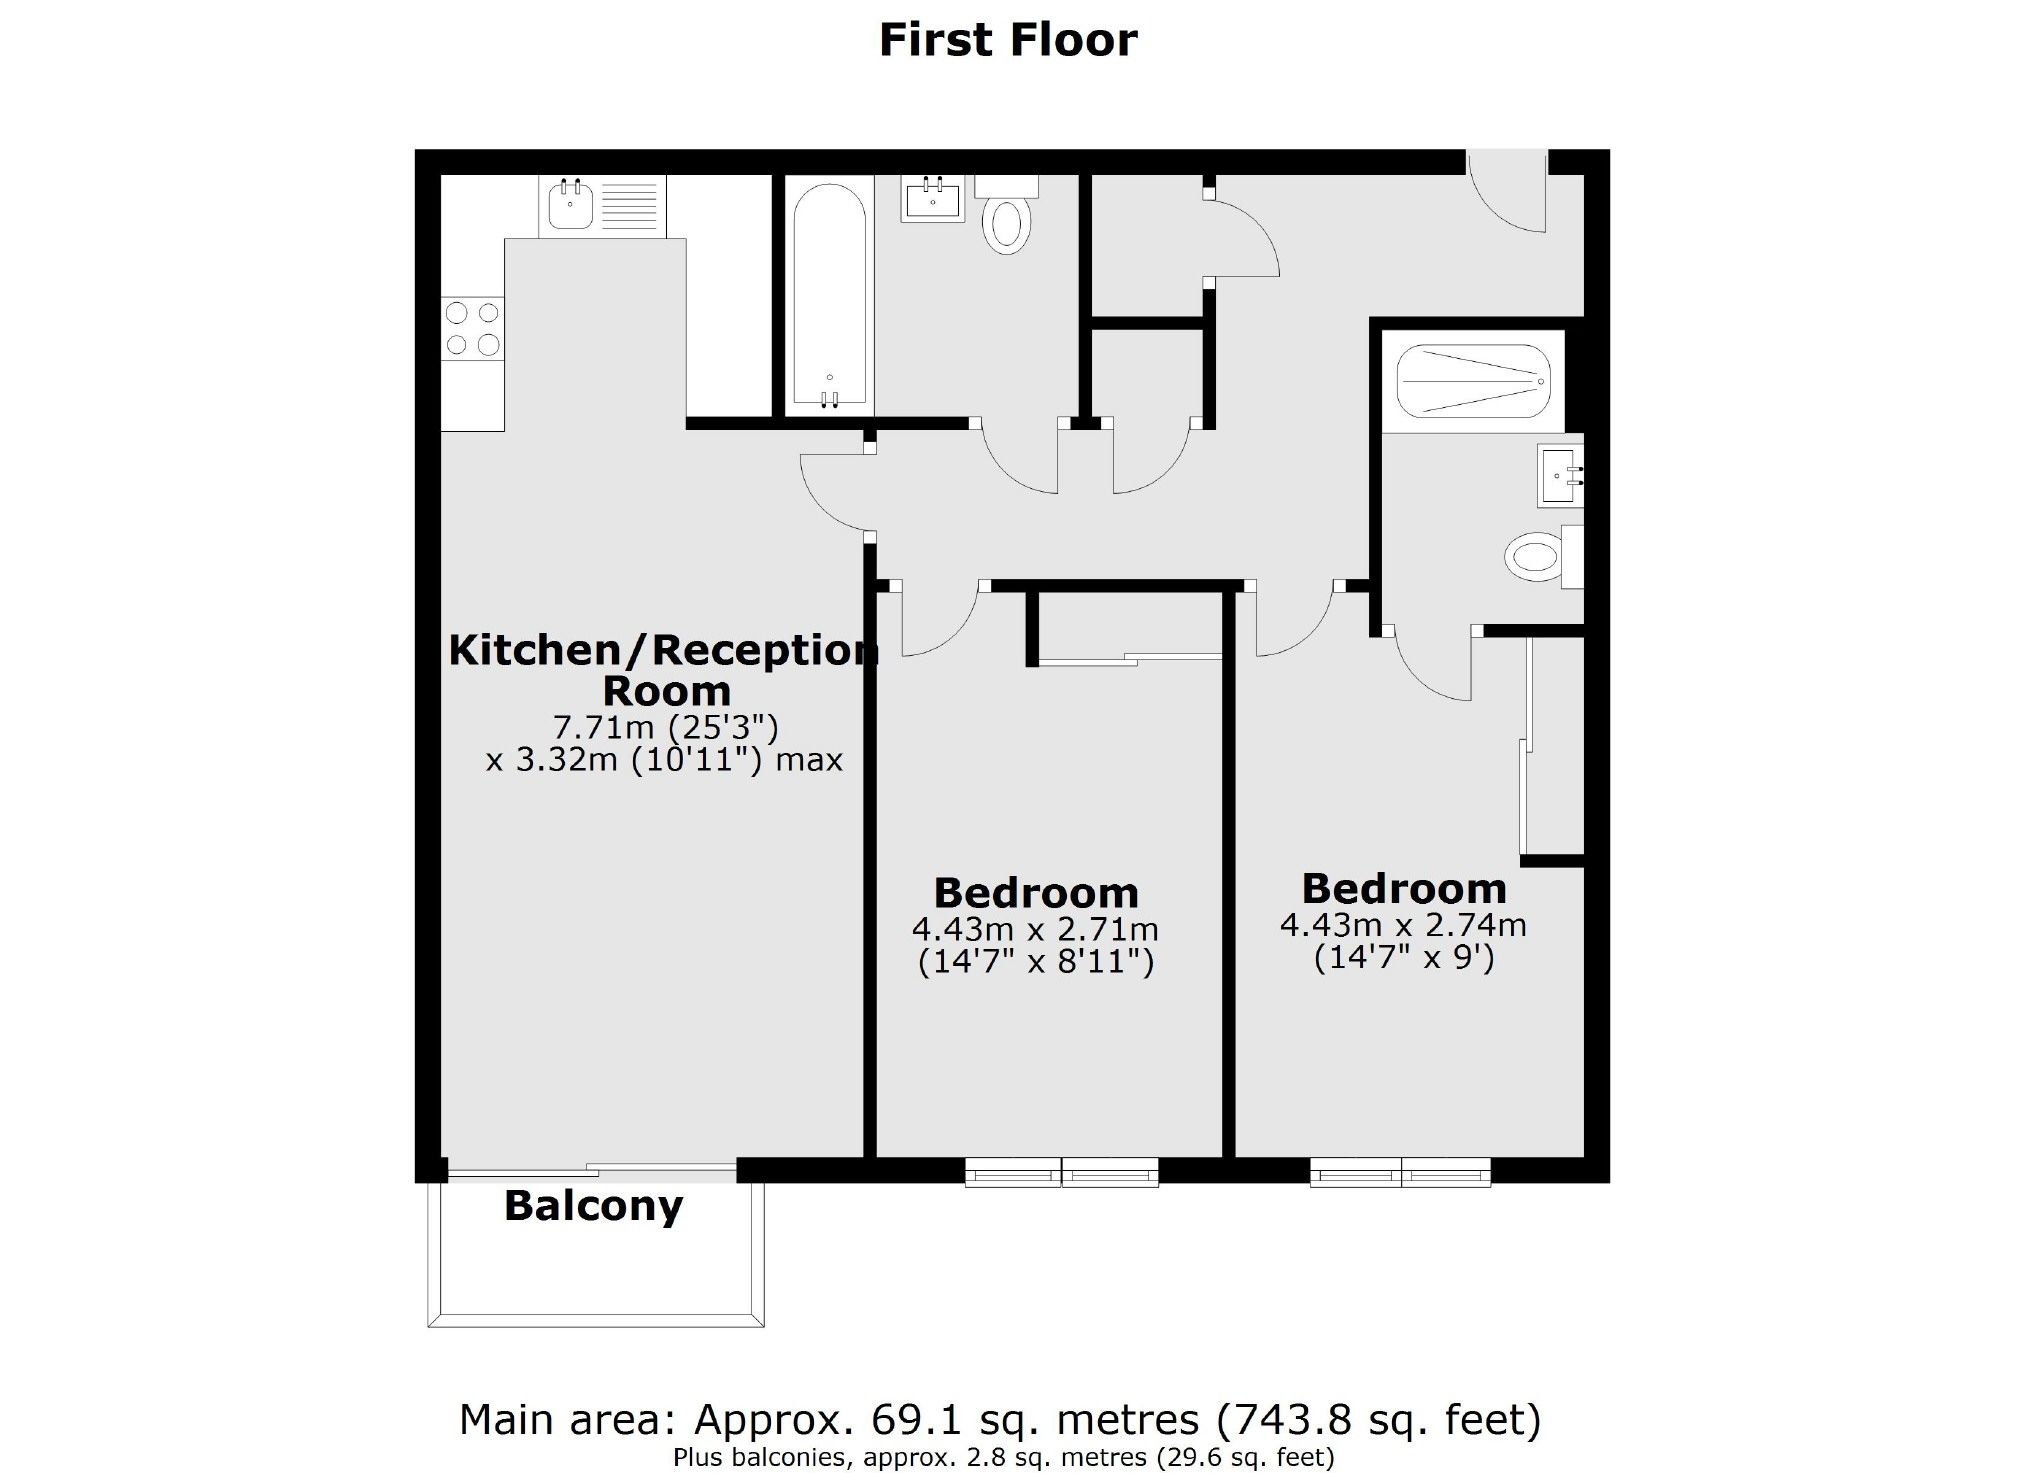 First Floor
Kitchen/Reception
Room
7.71m (25'3")
x 3.32m (10'11") max
Bedroom
4.43m x 2.71m
(14'7" x 8'11")
Bedroom
4.43m x 2.74m
(14'7" x 9')
Balcony
Main area: Approx. 69.1 sq. metres (743.8 sq. feet)
Plus balconies, approx. 2.8 sq. metres (29.6 sq. feet)